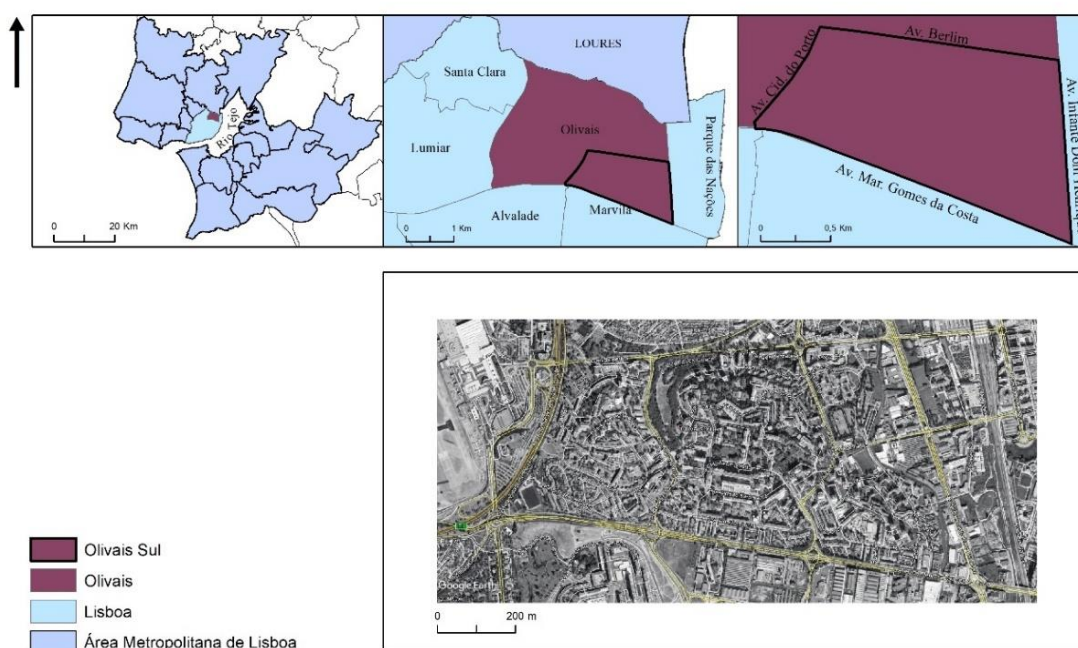 LOURES
Santa Clara
Olivais
Lumiar
Parque das Nações
Alvalade
Marvila
Rio Tejo
0 20 Km
0 1 Km
Av. Berlim
Av. Cid. do Porto
Av. Infante Dom
Av. Mar. Gomes da Costa
0 0,5 Km
Google Earth
0 200 m
Olivais Sul
Olivais
Lisboa
Área Metropolitana de Lisboa